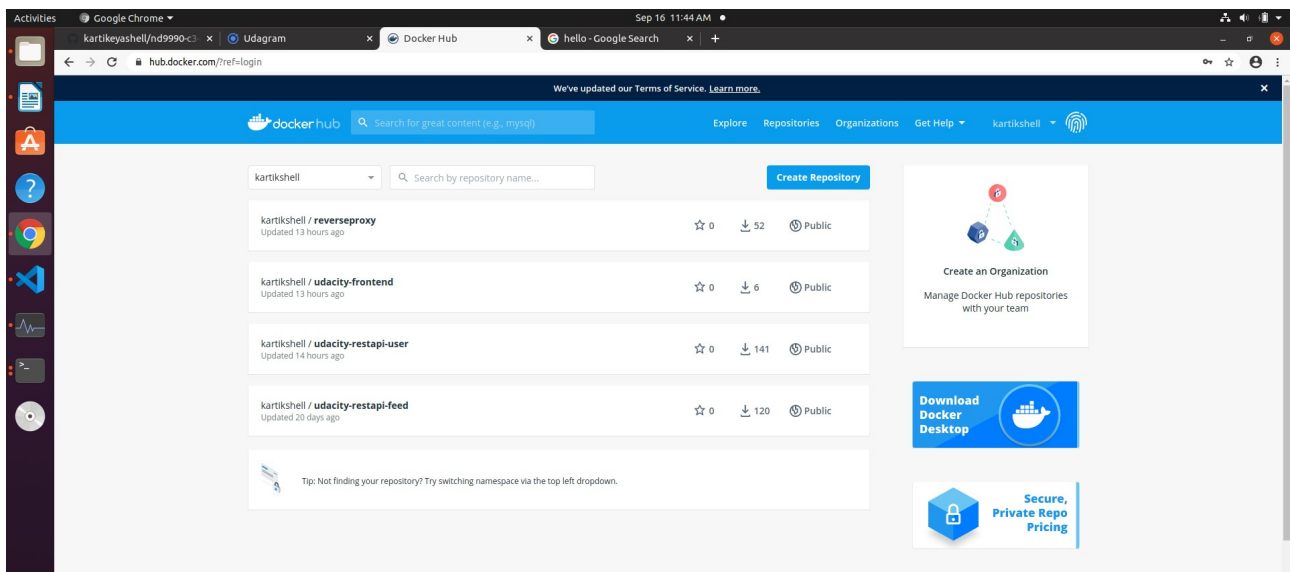 Activities Google Chrome Sep 16 11:44 AM
kartikeyashell/nd9990-c3- Udagram Docker Hub hello - Google Search
hub.docker.com/?ref=login
We've updated our Terms of Service. Learn more.
docker hub Search for great content (e.g., mysql) Explore Repositories Organizations Get Help kartikshell
kartikshell Search by repository name... Create Repository
kartikshell / reverseproxy
Updated 13 hours ago
0 52 Public
kartikshell / udacity-frontend
Updated 13 hours ago
0 6 Public
kartikshell / udacity-restapi-user
Updated 14 hours ago
0 141 Public
kartikshell / udacity-restapi-feed
Updated 20 days ago
0 120 Public
Tip: Not finding your repository? Try switching namespace via the top left dropdown.
Create an Organization
Manage Docker Hub repositories
with your team
Download
Docker
Desktop
Secure,
Private Repo
Pricing